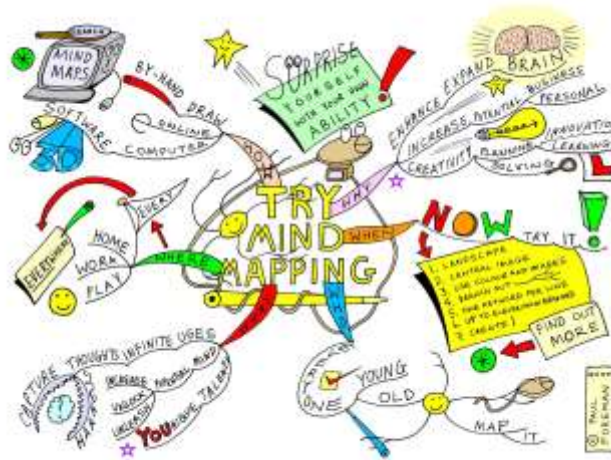 TRY
MIND
MAPPING
HOW
DRAW
BY-HAND
ONLINE
COMPUTER
SOFTWARE
MIND
MAPS
SURPRISE
YOURSELF
WITH YOUR OWN
ABILITY!
WHY
ENHANCE EXPAND BRAIN
INCREASE POTENTIAL BUSINESS
PERSONAL
CREATIVITY
PLANNING INNOVATION
LEARNING
SOLVING
WHEN
NOW!
TRY IT
1. LANDSCAPE
2. CENTRAL IMAGE
3. USE COLOUR AND IMAGES
4. BRANCH OUT
5. ONE KEYWORD PER LINE
7. CREATE!
FIND OUT
MORE
WHO
YOUNG
OLD
MAP
IT
© PAUL
FOREMAN
CAPTURE THOUGHTS INFINITE USES
MIND
UNLOCK
UNLEASH
YOUR UNIQUE TALENT
WHERE
EVERY
HOME
WORK
PLAY
EVERYWHERE